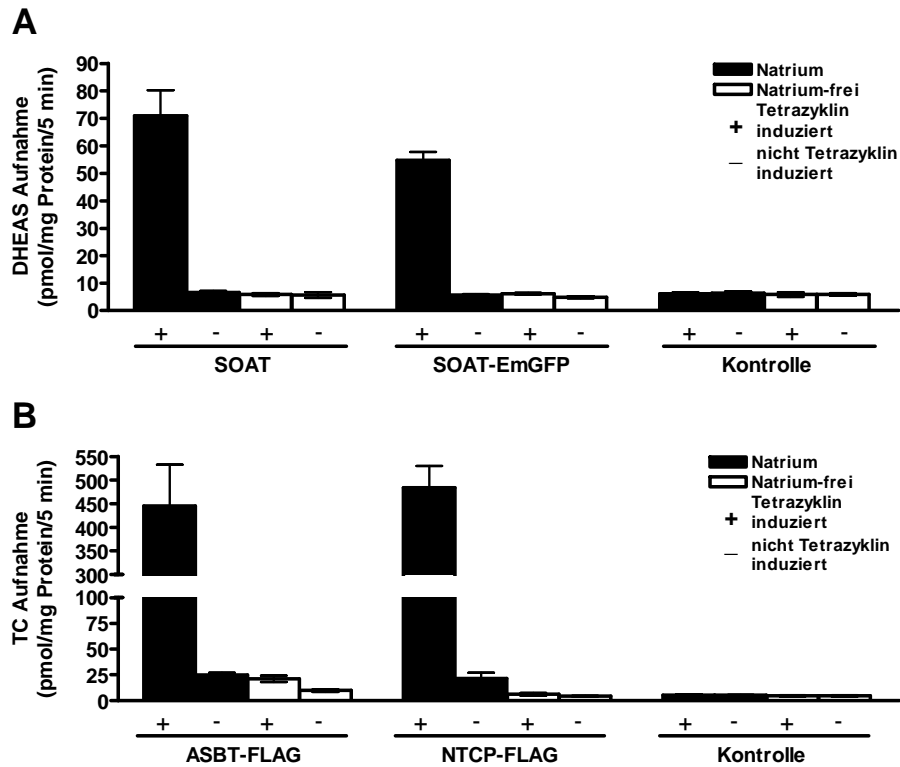 A
DHEAS Aufnahme
(pmol/mg Protein/5 min)
90
80
70
60
50
40
30
20
10
0
Natrium
Natrium-frei
Tetrazyklin
+ induziert
– nicht Tetrazyklin
induziert
+ - + - + - + - + + - -
SOAT SOAT-EmGFP Kontrolle
B
TC Aufnahme
(pmol/mg Protein/5 min)
550
500
450
400
350
300
100
75
50
25
0
Natrium
Natrium-frei
Tetrazyklin
+ induziert
– nicht Tetrazyklin
induziert
+ - + - + - + - + - + -
ASBT-FLAG NTCP-FLAG Kontrolle